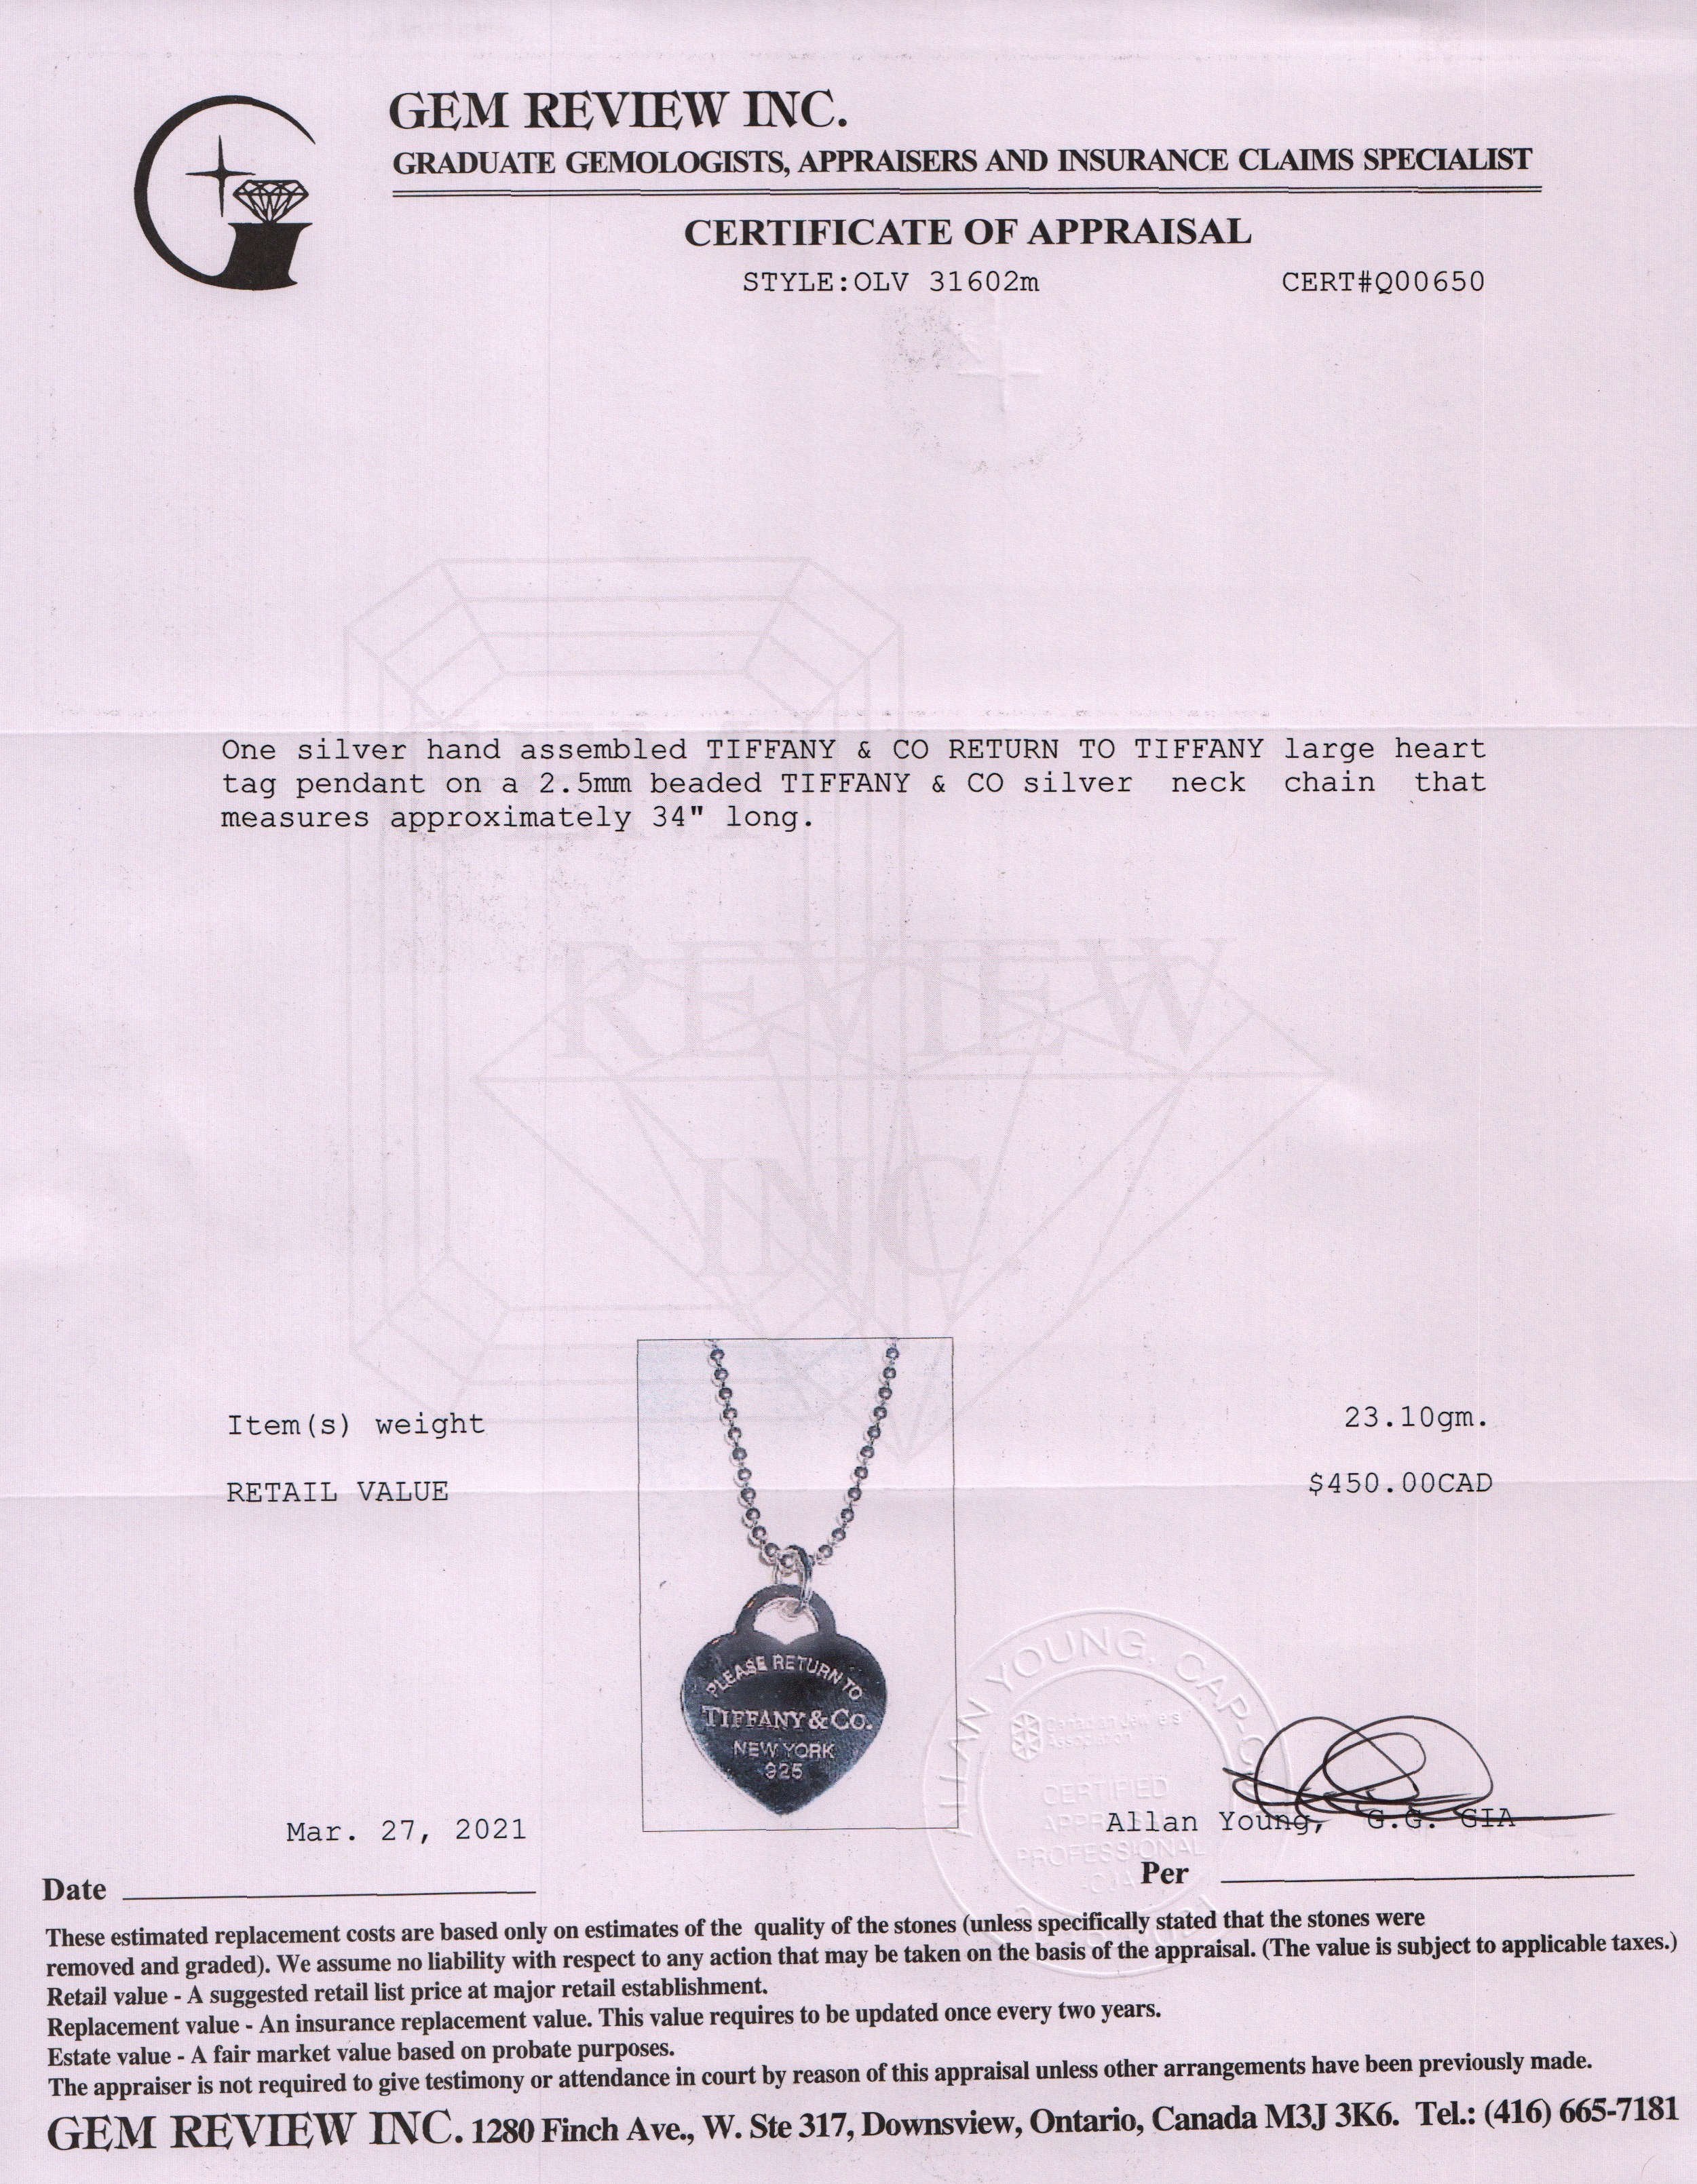 GEM REVIEW INC.
GRADUATE GEMOLOGISTS, APPRAISERS AND INSURANCE CLAIMS SPECIALIST
CERTIFICATE OF APPRAISAL
STYLE:OLV 31602m CERT#Q00650
One silver hand assembled TIFFANY & CO RETURN TO TIFFANY large heart
tag pendant on a 2.5mm beaded TIFFANY & CO silver neck chain that
measures approximately 34" long.
REVIEW
INC.
Item(s) weight 23.10gm.
RETAIL VALUE $450.00CAD
PLEASE RETURN TO
TIFFANY & CO.
NEW YORK
925
ALLAN YOUNG, CAP-CJA
Canadian Jewellers
Association
CERTIFIED
APPRAISAL
PROFESSIONAL
-CJA-
Mar. 27, 2021 Allan Young, G.G. GIA
Date Per
These estimated replacement costs are based only on estimates of the quality of the stones (unless specifically stated that the stones were
removed and graded). We assume no liability with respect to any action that may be taken on the basis of the appraisal. (The value is subject to applicable taxes.)
Retail value - A suggested retail list price at major retail establishment.
Replacement value - An insurance replacement value. This value requires to be updated once every two years.
Estate value - A fair market value based on probate purposes.
The appraiser is not required to give testimony or attendance in court by reason of this appraisal unless other arrangements have been previously made.
GEM REVIEW INC. 1280 Finch Ave., W. Ste 317, Downsview, Ontario, Canada M3J 3K6. Tel.: (416) 665-7181